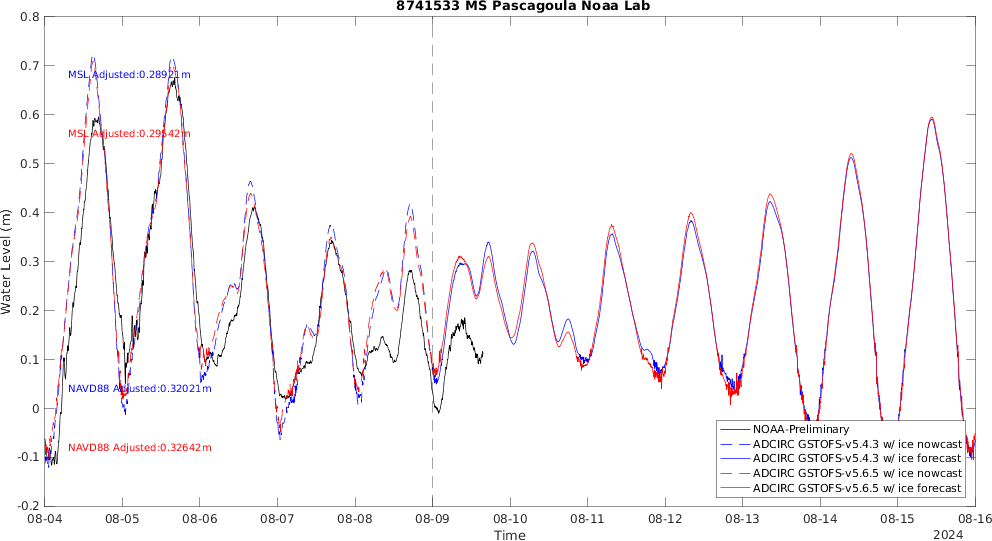 8741533 MS Pascagoula Noaa Lab
0.8
0.7
0.6
0.5
0.4
0.3
0.2
0.1
0
-0.1
-0.2
Water Level (m)
MSL Adjusted:0.28921m
MSL Adjusted:0.29542m
NAVD88 Adjusted:0.32021m
NAVD88 Adjusted:0.32642m
NOAA-Preliminary
ADCIRC GSTOFS-v5.4.3 w/ ice nowcast
ADCIRC GSTOFS-v5.4.3 w/ ice forecast
ADCIRC GSTOFS-v5.6.5 w/ ice nowcast
ADCIRC GSTOFS-v5.6.5 w/ ice forecast
08-04 08-05 08-06 08-07 08-08 08-09 08-10 08-11 08-12 08-13 08-14 08-15 08-16
Time
2024